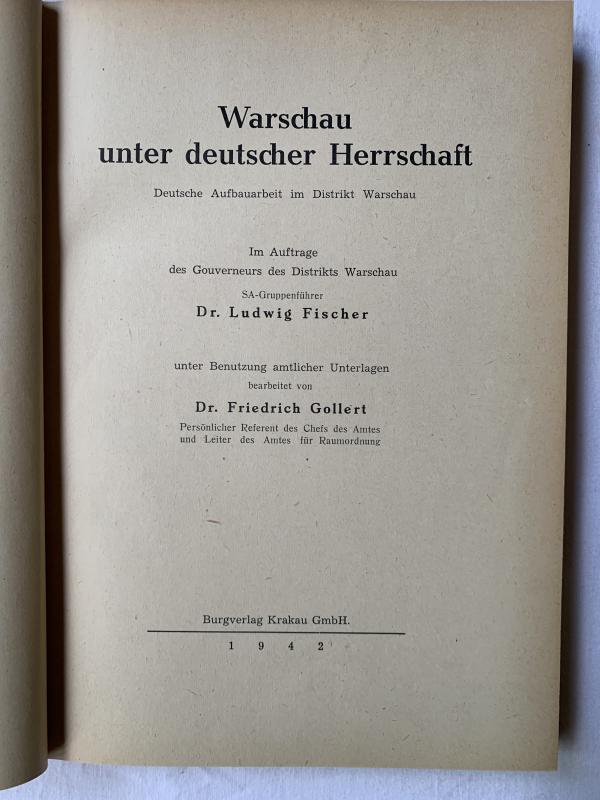 Warschau
unter deutscher Herrschaft
Deutsche Aufbauarbeit im Distrikt Warschau
Im Auftrage
des Gouverneurs des Distrikts Warschau
SA-Gruppenführer
Dr. Ludwig Fischer
unter Benutzung amtlicher Unterlagen
bearbeitet von
Dr. Friedrich Gollert
Persönlicher Referent des Chefs des Amtes
und Leiter des Amtes für Raumordnung
Burgverlag Krakau GmbH.
1 9 4 2